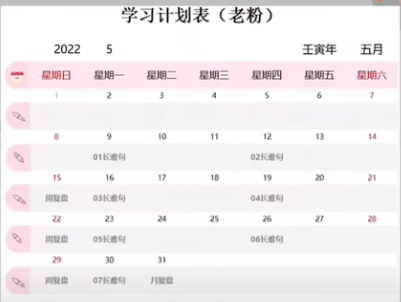 学习计划表（老粉）
2022 5 壬寅年 五月
星期日 星期一 星期二 星期三 星期四 星期五 星期六
1 2 3 4 5 6 7
8 9 10 11 12 13 14
01长难句 02长难句
15 16 17 18 19 20 21
周复盘 03长难句 04长难句
22 23 24 25 26 27 28
周复盘 05长难句 06长难句
29 30 31
周复盘 07长难句 月复盘